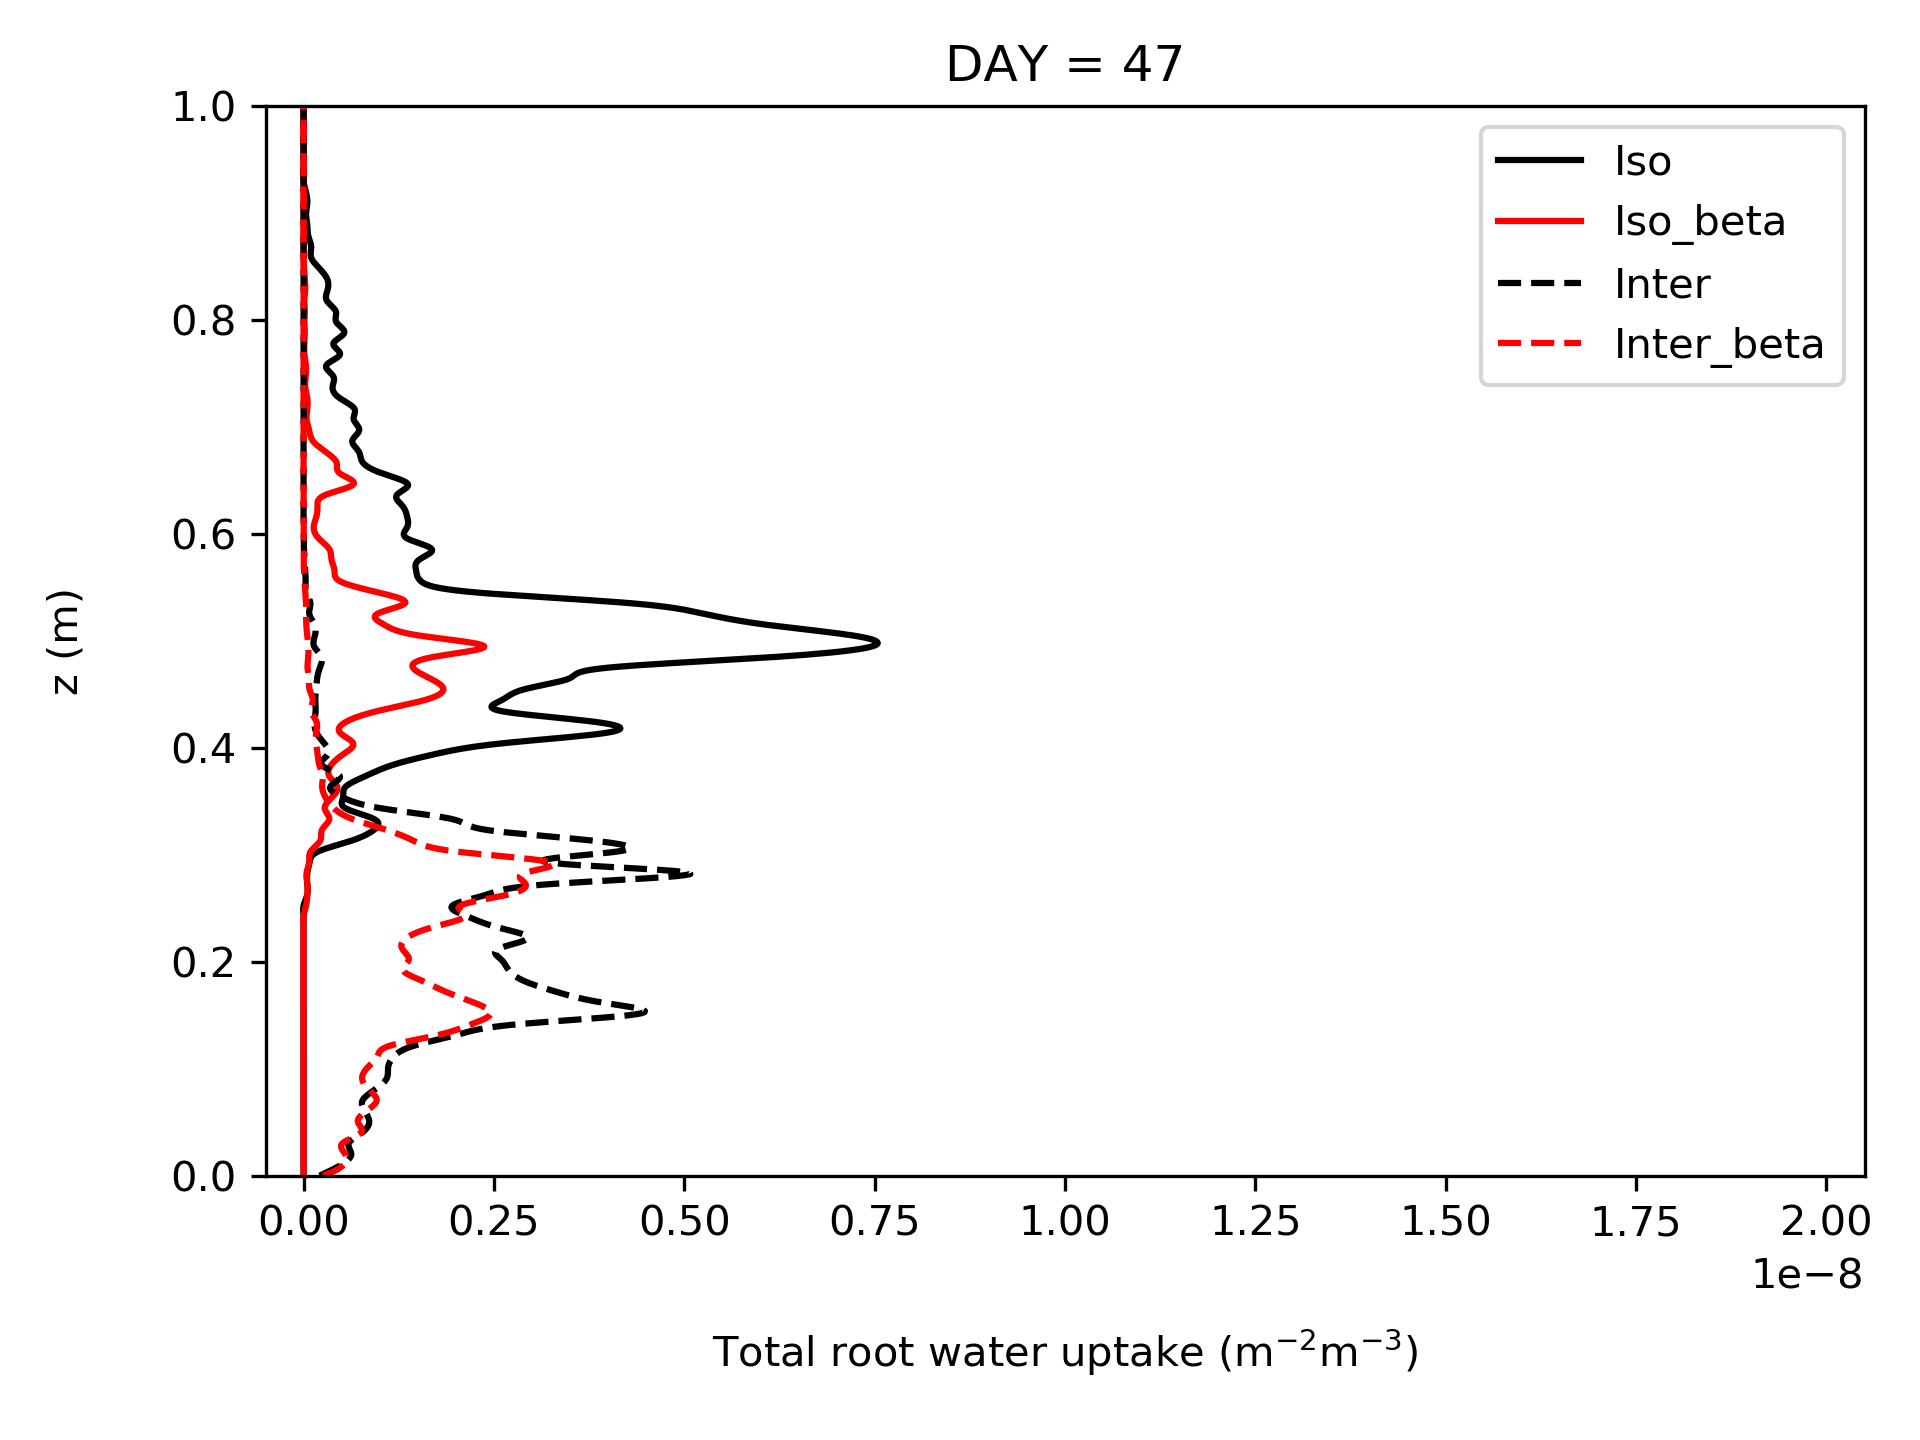 DAY = 47
1.0
0.8
0.6
0.4
0.2
0.0
z (m)
Iso
Iso_beta
Inter
Inter_beta
0.00 0.25 0.50 0.75 1.00 1.25 1.50 1.75 2.00
1e−8
Total root water uptake (m⁻²m⁻³)